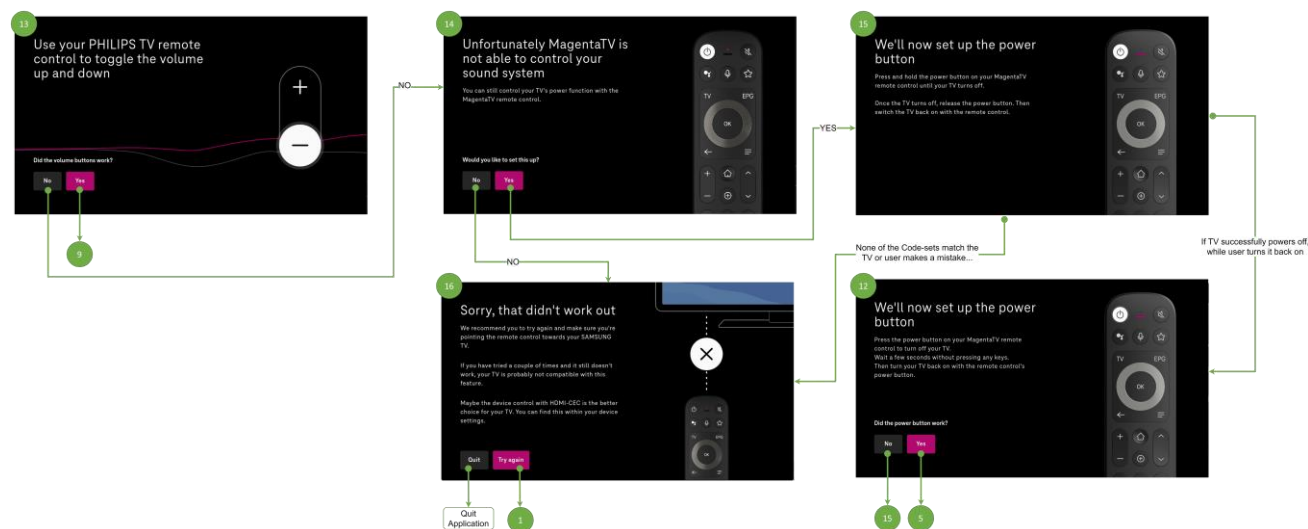 13
Use your PHILIPS TV remote
control to toggle the volume
up and down
+
−
Did the volume buttons work?
No
Yes
9
NO
14
Unfortunately MagentaTV is
not able to control your
sound system
You can still control your TV's power function with the
MagentaTV remote control.
TV
EPG
OK
Would you like to set this up?
No
Yes
YES
NO
15
We'll now set up the power
button
Press and hold the power button on your MagentaTV
remote control until your TV turns off.
Once the TV turns off, release the power button. Then
switch the TV back on with the remote control.
TV
EPG
OK
None of the Code-sets match the
TV or user makes a mistake...
If TV successfully powers off,
while user turns it back on
16
Sorry, that didn't work out
We recommend you to try again and make sure you're
pointing the remote control towards your SAMSUNG
TV.
If you have tried a couple of times and it still doesn't
work, your TV is probably not compatible with this
feature.
Maybe the device control with HDMI-CEC is the better
choice for your TV. You can find this within your device
settings.
TV
EPG
OK
Quit
Try again
Quit
Application
1
12
We'll now set up the power
button
Press the power button on your MagentaTV remote
control to turn off your TV.
Wait a few seconds without pressing any keys.
Then turn your TV back on with the remote control's
power button.
TV
EPG
OK
Did the power button work?
No
Yes
15
5